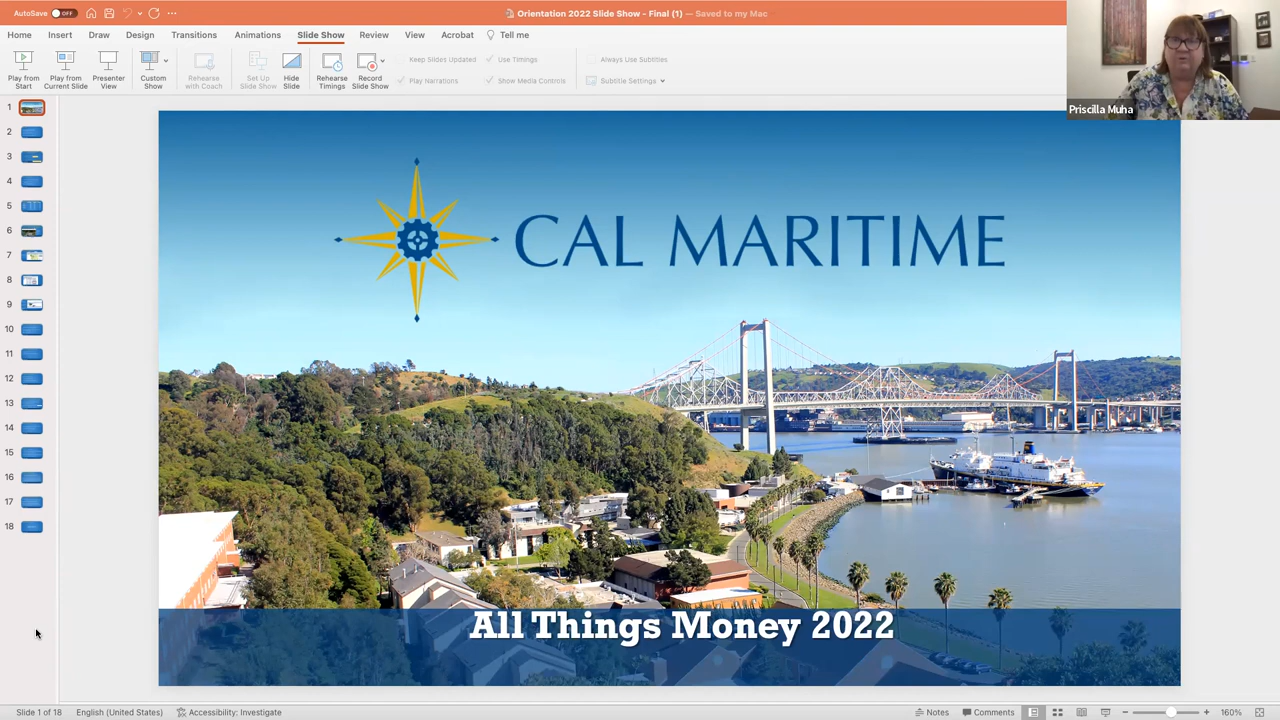 AutoSave OFF
Orientation 2022 Slide Show - Final (1) — Saved to my Mac
Home Insert Draw Design Transitions Animations Slide Show Review View Acrobat Tell me
Play from Start
Play from Current Slide
Presenter View
Custom Show
Rehearse with Coach
Set Up Slide Show
Hide Slide
Rehearse Timings
Record Slide Show
Keep Slides Updated
Use Timings
Always Use Subtitles
Play Narrations
Show Media Controls
Subtitle Settings
Priscilla Muha
1
2
3
4
5
6
7
8
9
10
11
12
13
14
15
16
17
18
CAL MARITIME
All Things Money 2022
Slide 1 of 18 English (United States) Accessibility: Investigate Notes Comments 160%